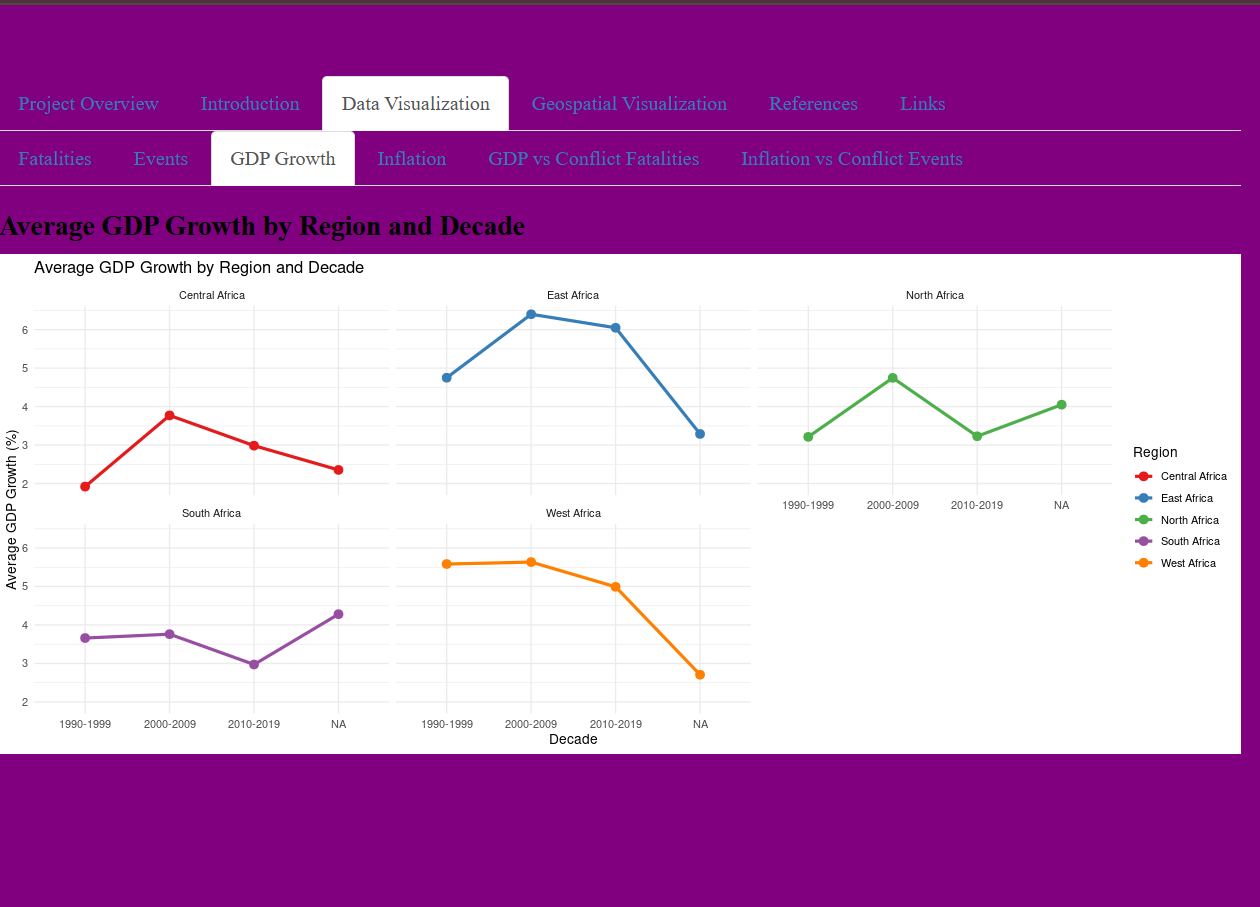 Project Overview Introduction Data Visualization Geospatial Visualization References Links
Fatalities Events GDP Growth Inflation GDP vs Conflict Fatalities Inflation vs Conflict Events
Average GDP Growth by Region and Decade
Average GDP Growth by Region and Decade
Central Africa East Africa North Africa
6
5
4
3
2
1990-1999 2000-2009 2010-2019 NA
South Africa West Africa
6
5
4
3
2
1990-1999 2000-2009 2010-2019 NA 1990-1999 2000-2009 2010-2019 NA
Decade
Average GDP Growth (%)
Region
Central Africa
East Africa
North Africa
South Africa
West Africa